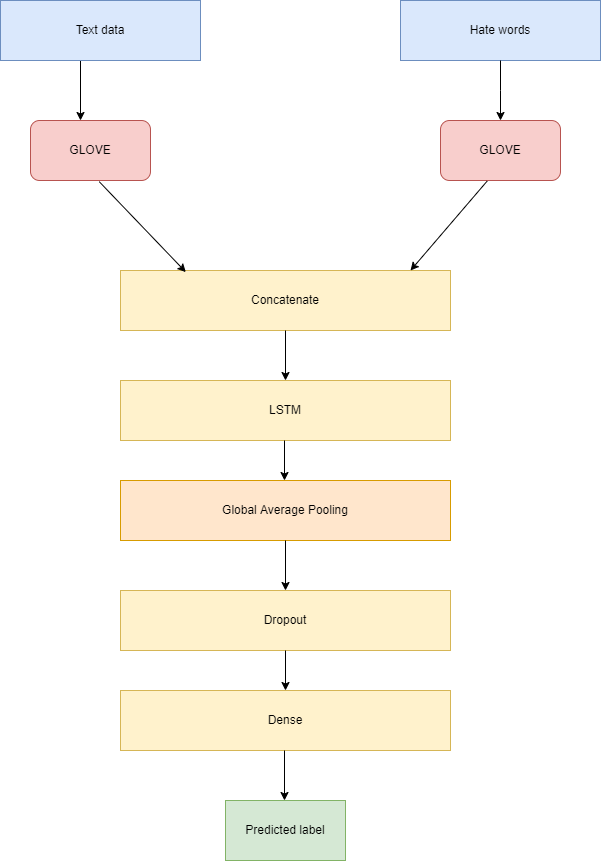 Text data
Hate words
GLOVE
GLOVE
Concatenate
LSTM
Global Average Pooling
Dropout
Dense
Predicted label